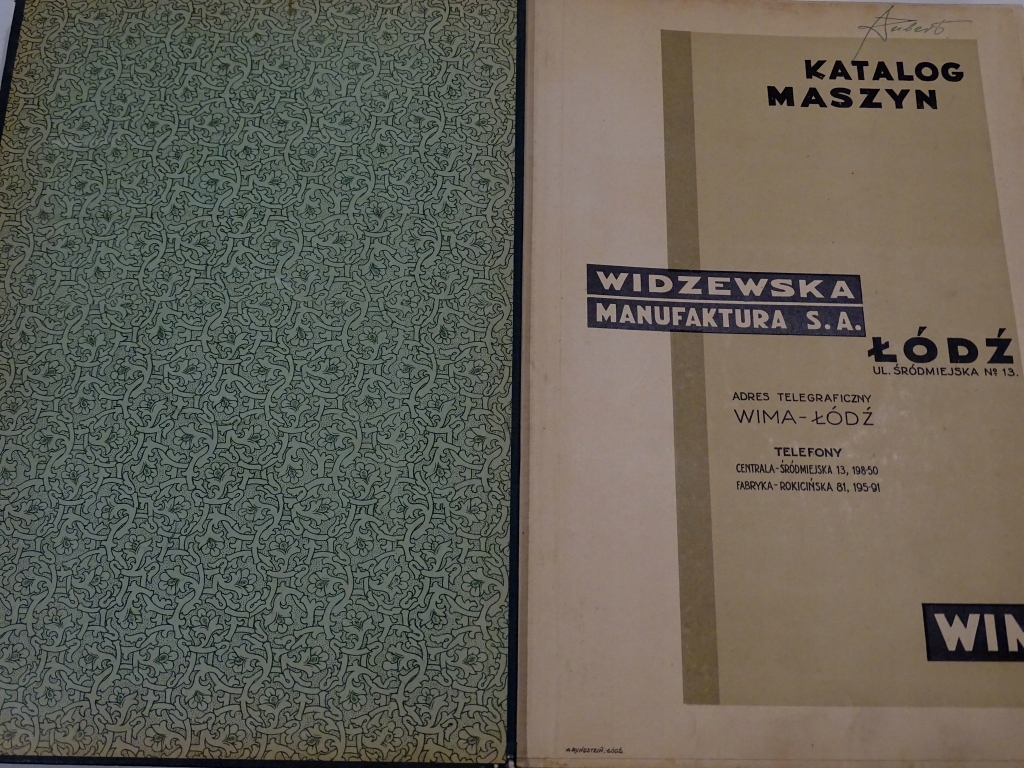 KATALOG
MASZYN
WIDZEWSKA
MANUFAKTURA S.A.
ŁÓDŹ
UL. ŚRÓDMIEJSKA Nº 13.
ADRES TELEGRAFICZNY
WIMA-ŁÓDŹ
TELEFONY
CENTRALA-ŚRÓDMIEJSKA 13, 198-50
FABRYKA-ROKICIŃSKA 81, 195-91